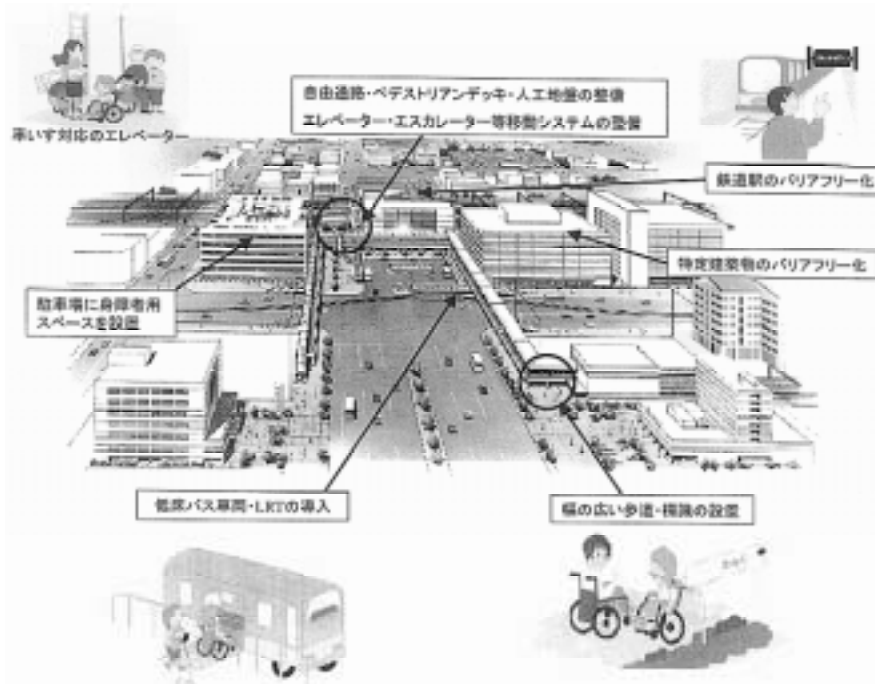 自由通路・ペデストリアンデッキ・人工地盤の整備
エレベーター・エスカレーター等移動システムの整備
車いす対応のエレベーター
鉄道駅のバリアフリー化
特定建築物のバリアフリー化
駐車場に身障者用
スペースを設置
低床バス車両・LRTの導入
幅の広い歩道・標識の設置